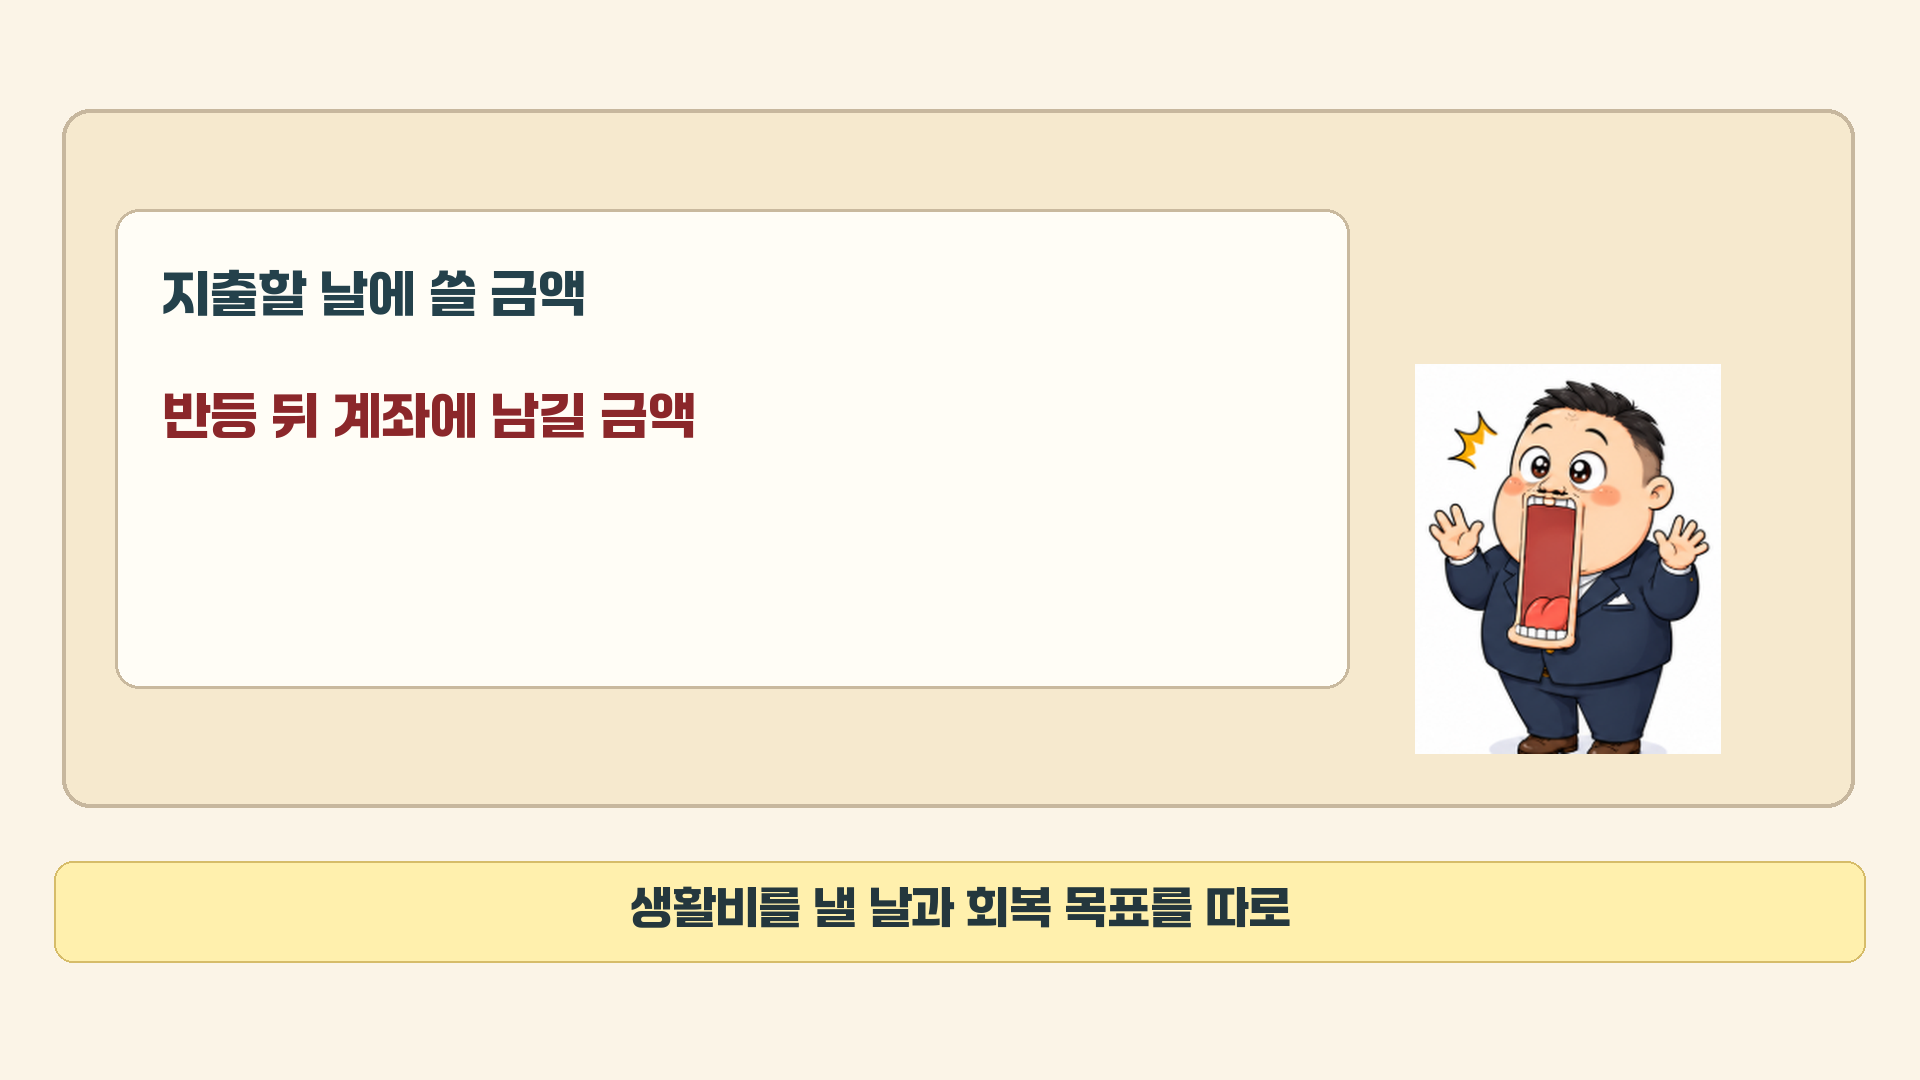 지출할 날에 쓸 금액
반등 뒤 계좌에 남길 금액
생활비를 낼 날과 회복 목표를 따로